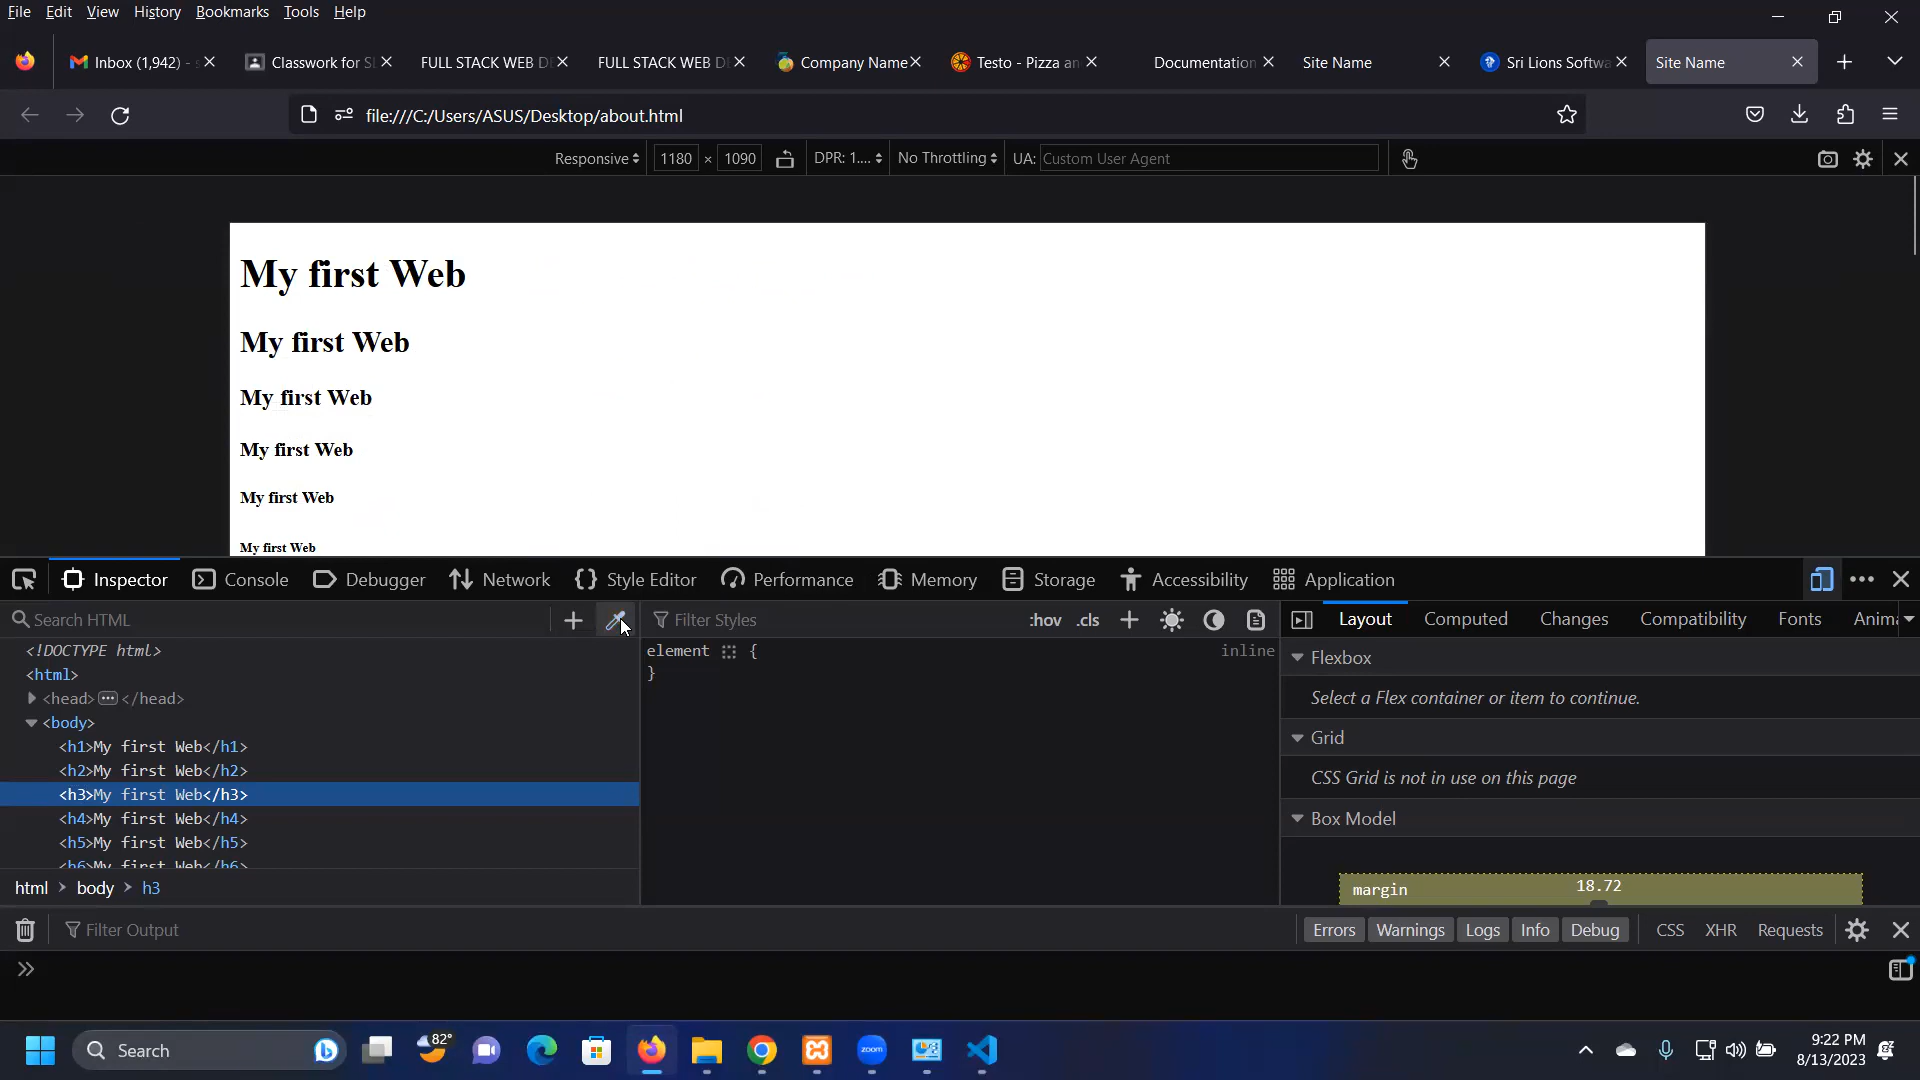 File Edit View History Bookmarks Tools Help
Inbox (1,942) - s
Classwork for S
FULL STACK WEB D
FULL STACK WEB D
Company Name
Testo - Pizza an
Documentation
Site Name
Sri Lions Softwa
Site Name
file:///C:/Users/ASUS/Desktop/about.html
Responsive 1180 × 1090 DPR: 1.... No Throttling UA: Custom User Agent
My first Web
My first Web
My first Web
My first Web
My first Web
My first Web
Inspector Console Debugger Network Style Editor Performance Memory Storage Accessibility Application
Search HTML
Filter Styles :hov .cls
Layout Computed Changes Compatibility Fonts Anima
<!DOCTYPE html>
<html>
<head> ... </head>
<body>
<h1>My first Web</h1>
<h2>My first Web</h2>
<h3>My first Web</h3>
<h4>My first Web</h4>
<h5>My first Web</h5>
<h6>My first Web</h6>
html > body > h3
element { inline
}
Flexbox
Select a Flex container or item to continue.
Grid
CSS Grid is not in use on this page
Box Model
margin 18.72
Filter Output Errors Warnings Logs Info Debug CSS XHR Requests
Search 82° zoom
9:22 PM
8/13/2023